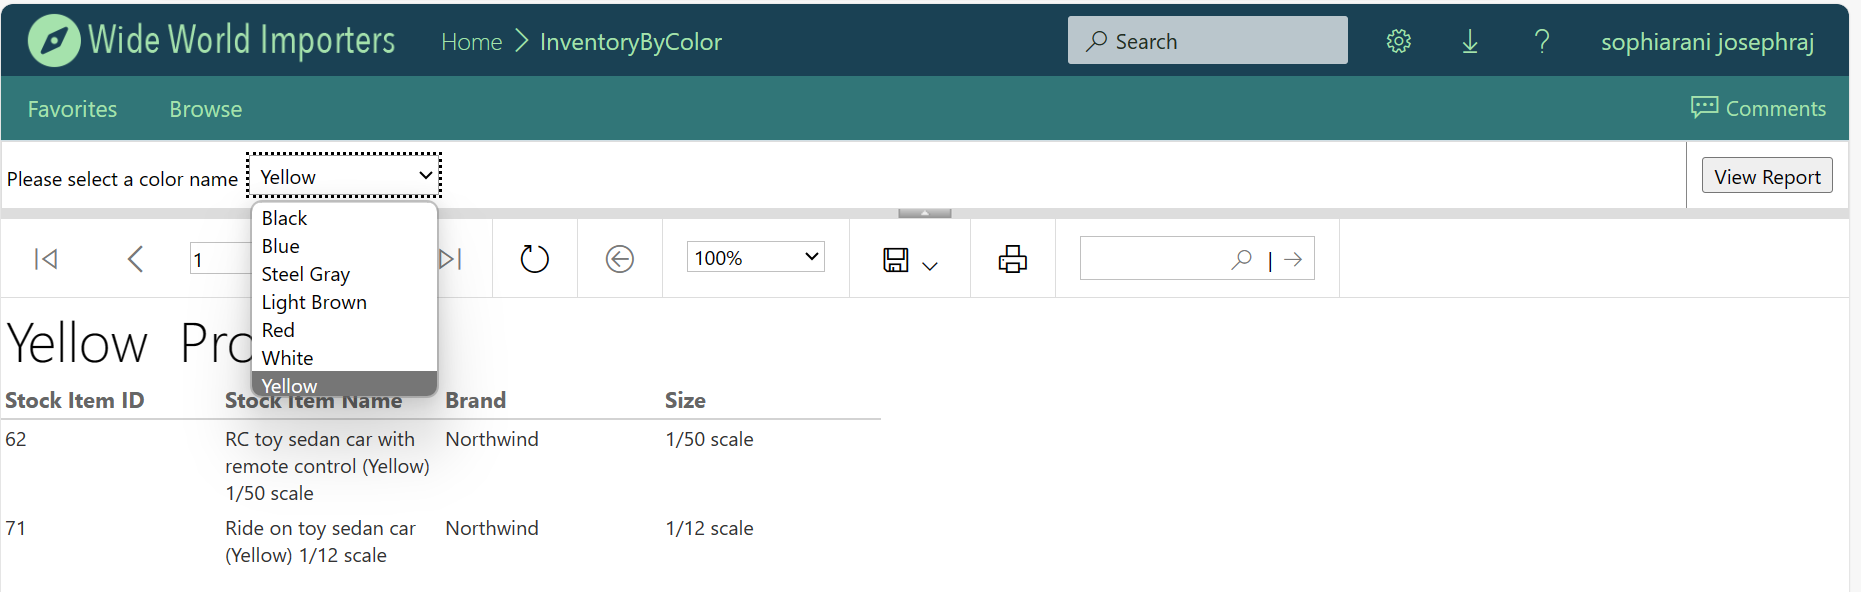 Wide World Importers Home > InventoryByColor Search ? sophiarani josephraj
Favorites Browse Comments
Please select a color name Yellow View Report
Black
Blue
Steel Gray
Light Brown
Red
White
Yellow
1 100% |
Yellow Pro
Stock Item ID Stock Item Name Brand Size
62 RC toy sedan car with Northwind 1/50 scale
remote control (Yellow)
1/50 scale
71 Ride on toy sedan car Northwind 1/12 scale
(Yellow) 1/12 scale